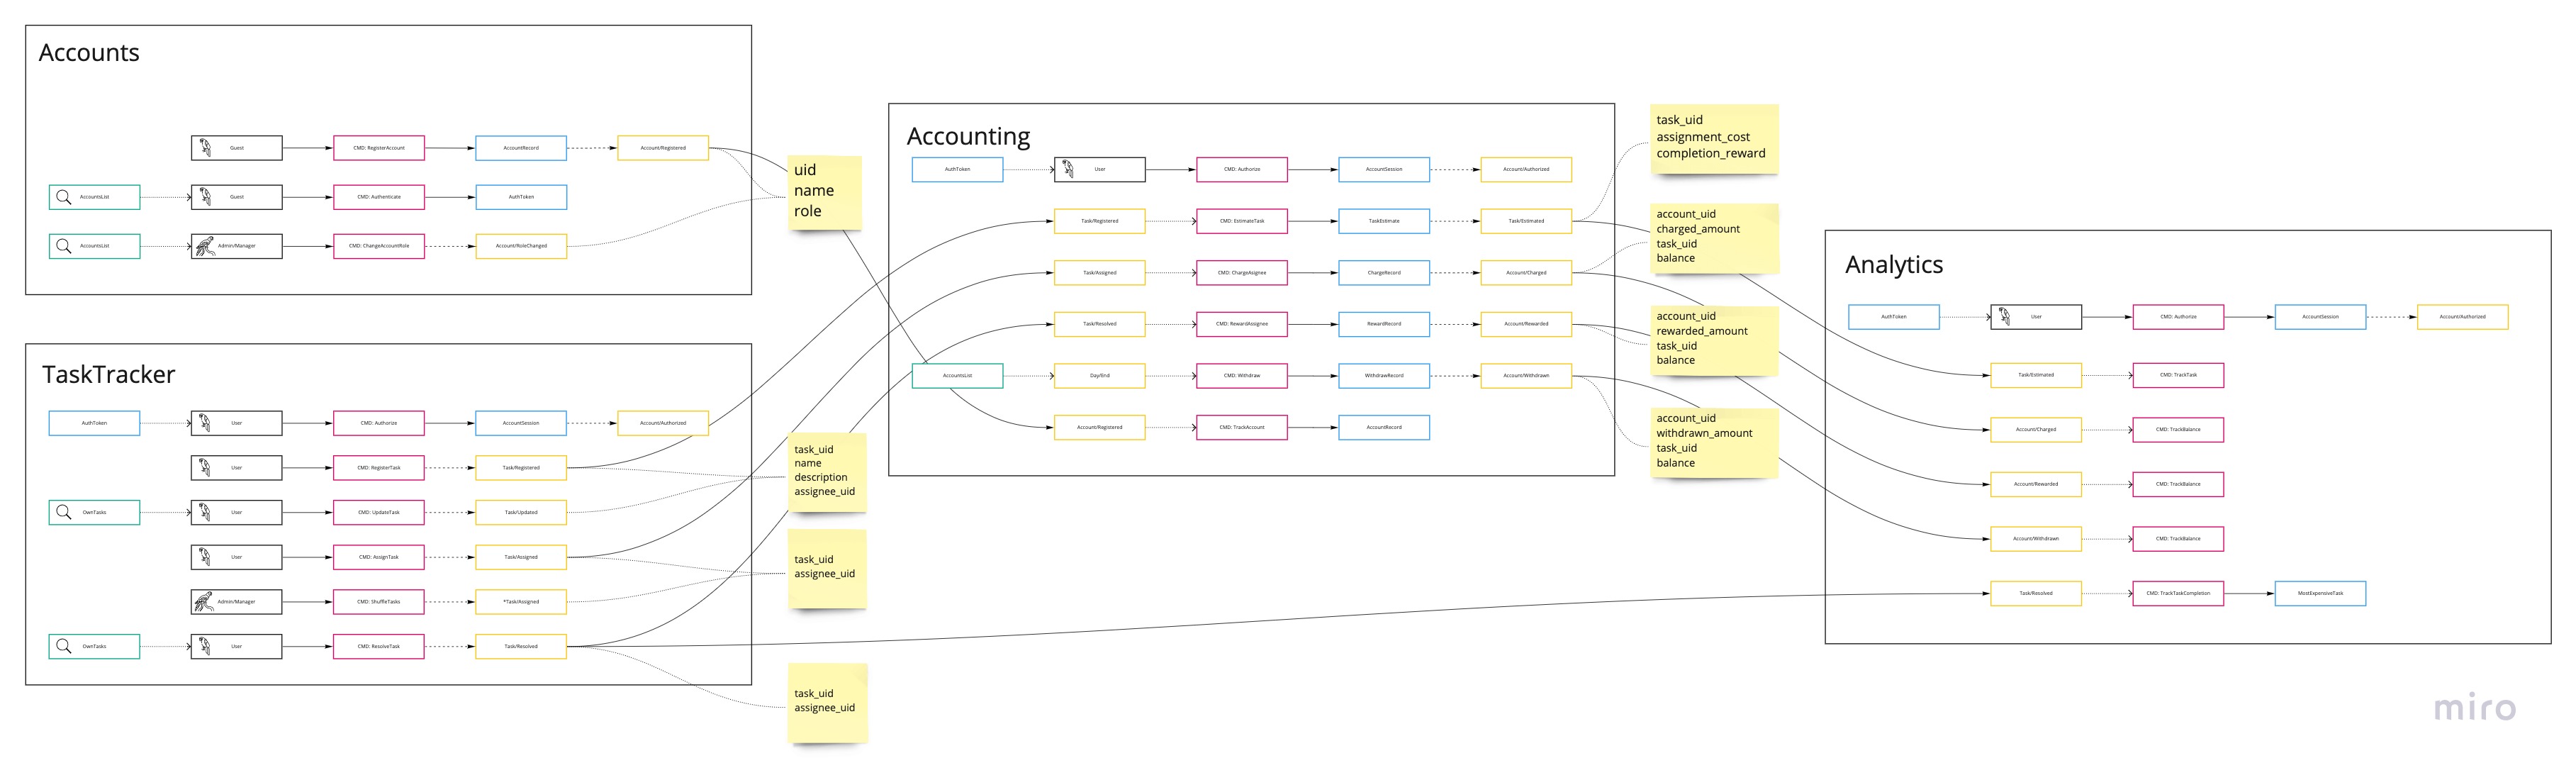 Accounts
Guest
CMD: RegisterAccount
AccountRecord
Account/Registered
AccountsList
Guest
CMD: Authenticate
AuthToken
AccountsList
Admin/Manager
CMD: ChangeAccountRole
Account/RoleChanged
uid
name
role
TaskTracker
AuthToken
User
CMD: Authorize
AccountSession
Account/Authorized
User
CMD: RegisterTask
Task/Registered
OwnTasks
User
CMD: UpdateTask
Task/Updated
User
CMD: AssignTask
Task/Assigned
Admin/Manager
CMD: ShuffleTasks
*Task/Assigned
OwnTasks
User
CMD: ResolveTask
Task/Resolved
task_uid
name
description
assignee_uid
task_uid
assignee_uid
task_uid
assignee_uid
Accounting
AuthToken
User
CMD: Authorize
AccountSession
Account/Authorized
Task/Registered
CMD: EstimateTask
TaskEstimate
Task/Estimated
Task/Assigned
CMD: ChargeAsignee
ChargeRecord
Account/Charged
Task/Resolved
CMD: RewardAssignee
RewardRecord
Account/Rewarded
AccountsList
Day/End
CMD: Withdraw
WithdrawRecord
Account/Withdrawn
Account/Registered
CMD: TrackAccount
AccountRecord
task_uid
assignment_cost
completion_reward
account_uid
charged_amount
task_uid
balance
account_uid
rewarded_amount
task_uid
balance
account_uid
withdrawn_amount
task_uid
balance
Analytics
AuthToken
User
CMD: Authorize
AccountSession
Account/Authorized
Task/Estimated
CMD: TrackTask
Account/Charged
CMD: TrackBalance
Account/Rewarded
CMD: TrackBalance
Account/Withdrawn
CMD: TrackBalance
Task/Resolved
CMD: TrackTaskCompletion
MostExpensiveTask
miro